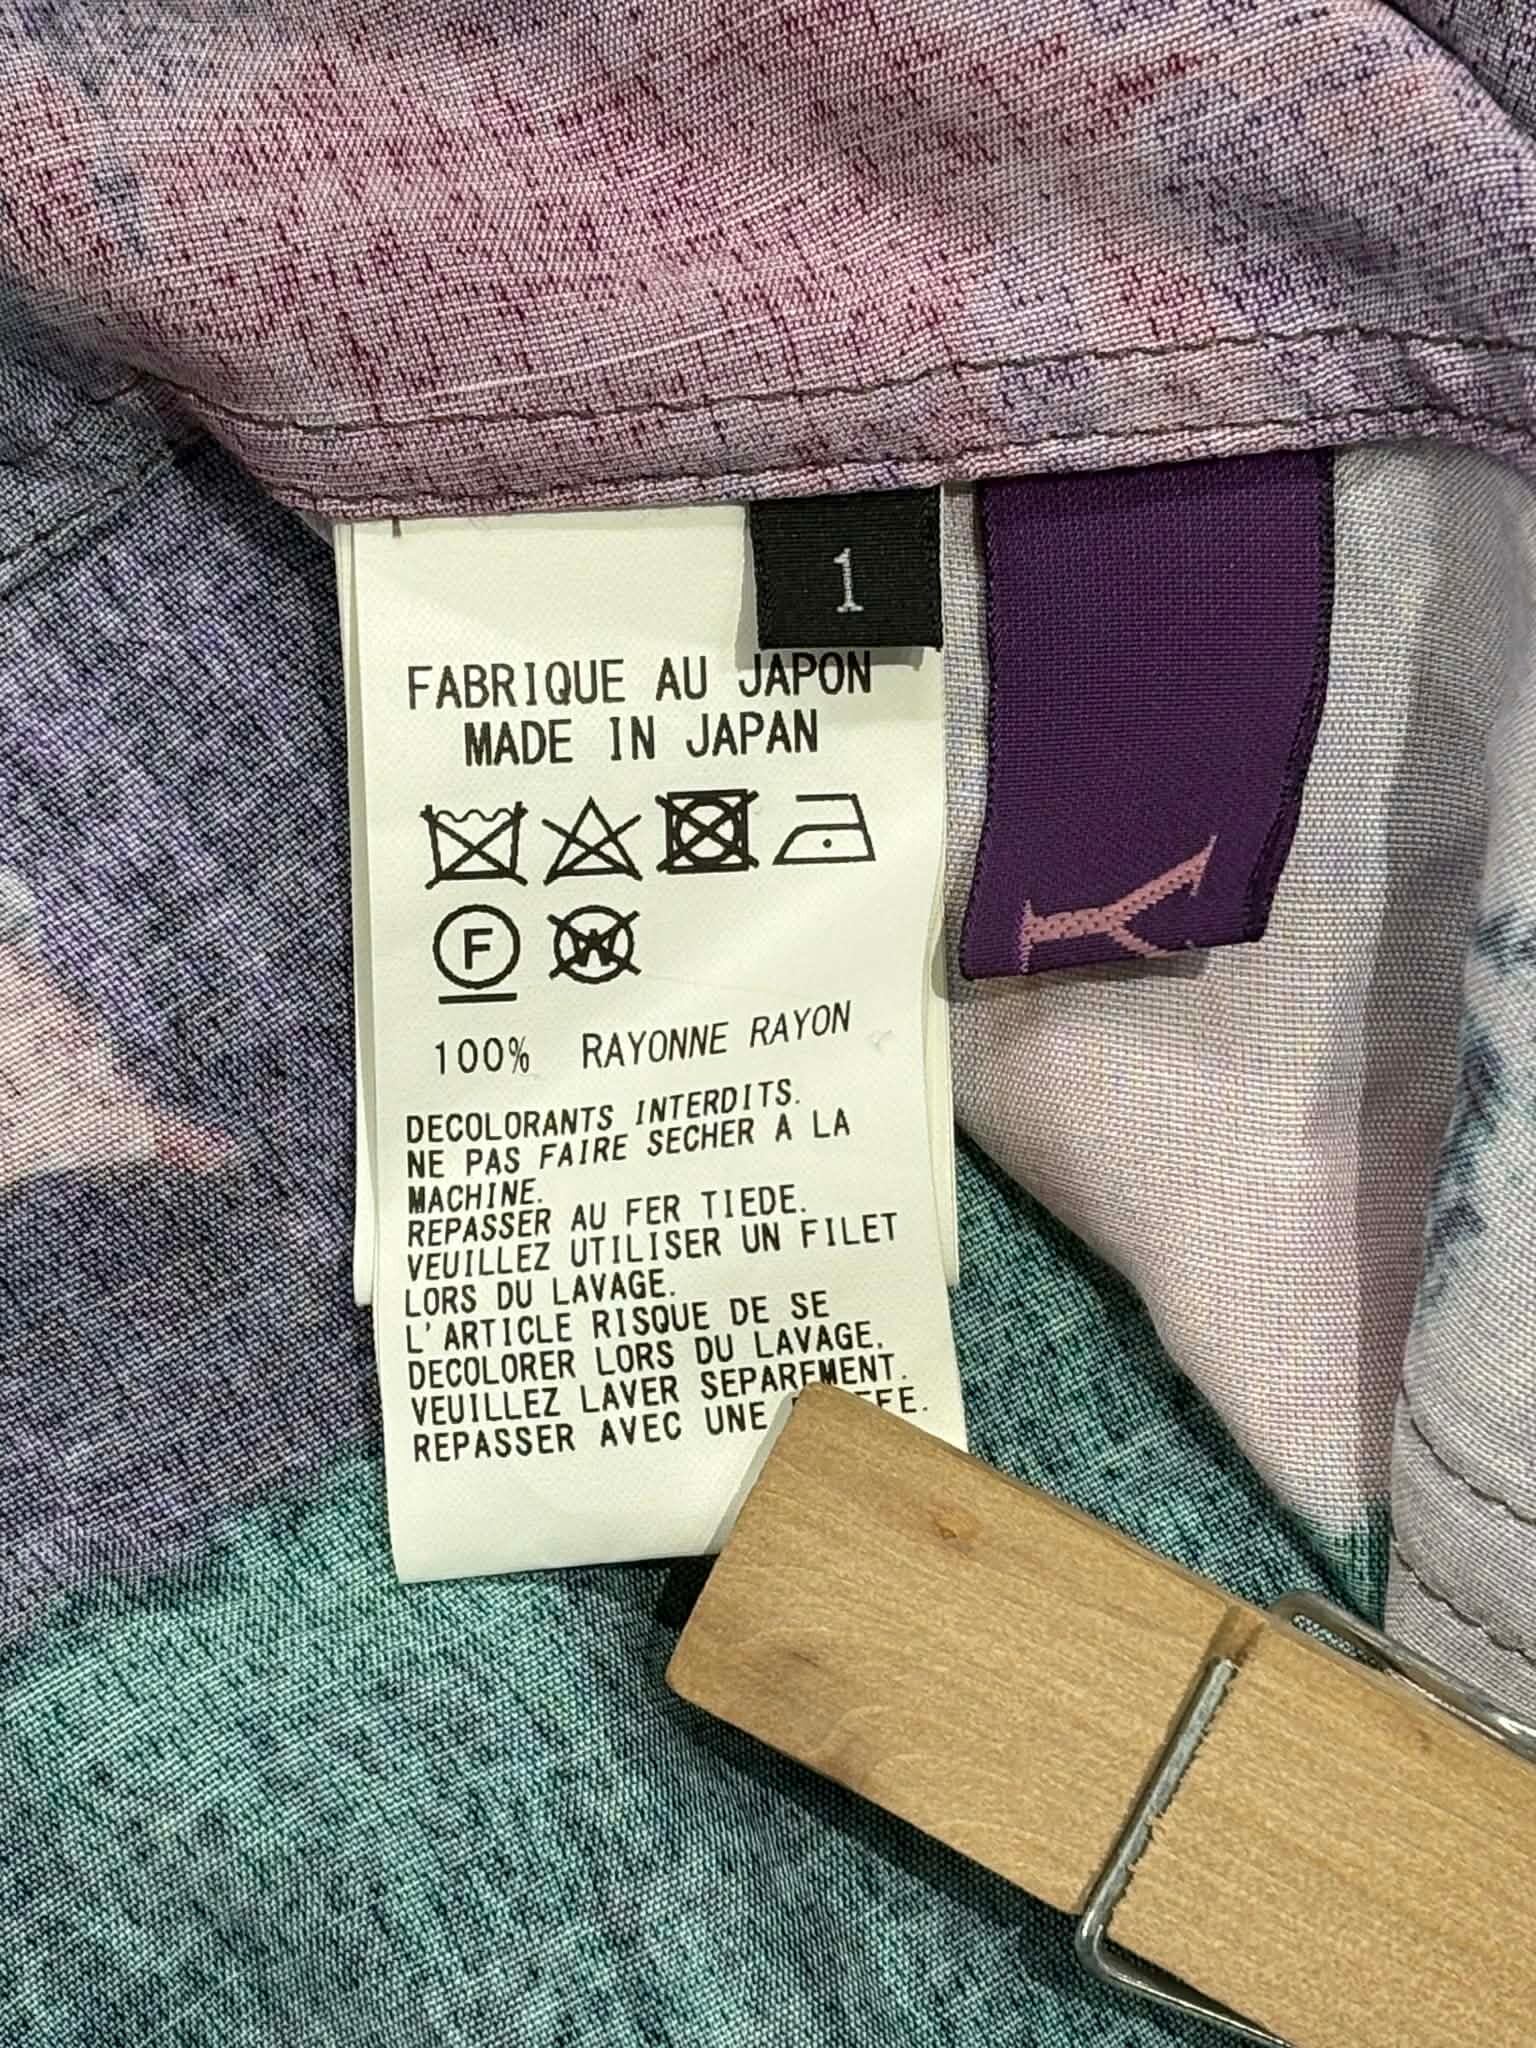 1
FABRIQUE AU JAPON
MADE IN JAPAN
F
W
100% RAYONNE RAYON
DECOLORANTS INTERDITS.
NE PAS FAIRE SECHER A LA
MACHINE.
REPASSER AU FER TIEDE.
VEUILLEZ UTILISER UN FILET
LORS DU LAVAGE.
L'ARTICLE RISQUE DE SE
DECOLORER LORS DU LAVAGE.
VEUILLEZ LAVER SEPAREMENT.
REPASSER AVEC UNE
Y